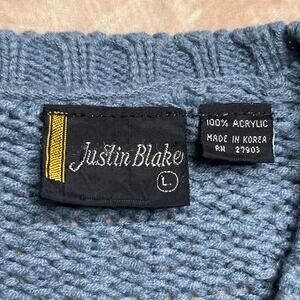 Justin Blake
L
100% ACRYLIC
MADE IN KOREA
RN 27903